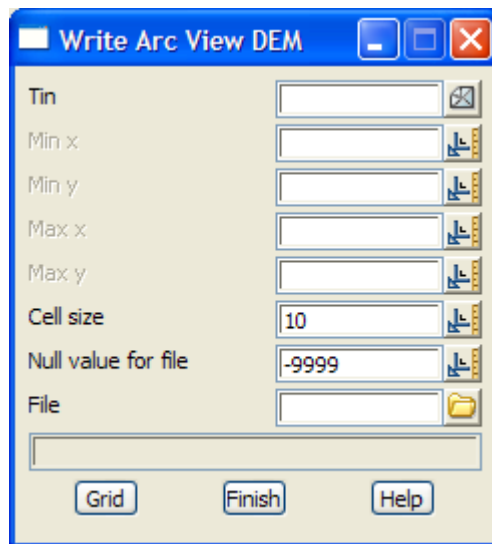 Write Arc View DEM
Tin
Min x
Min y
Max x
Max y
Cell size 10
Null value for file -9999
File
Grid Finish Help